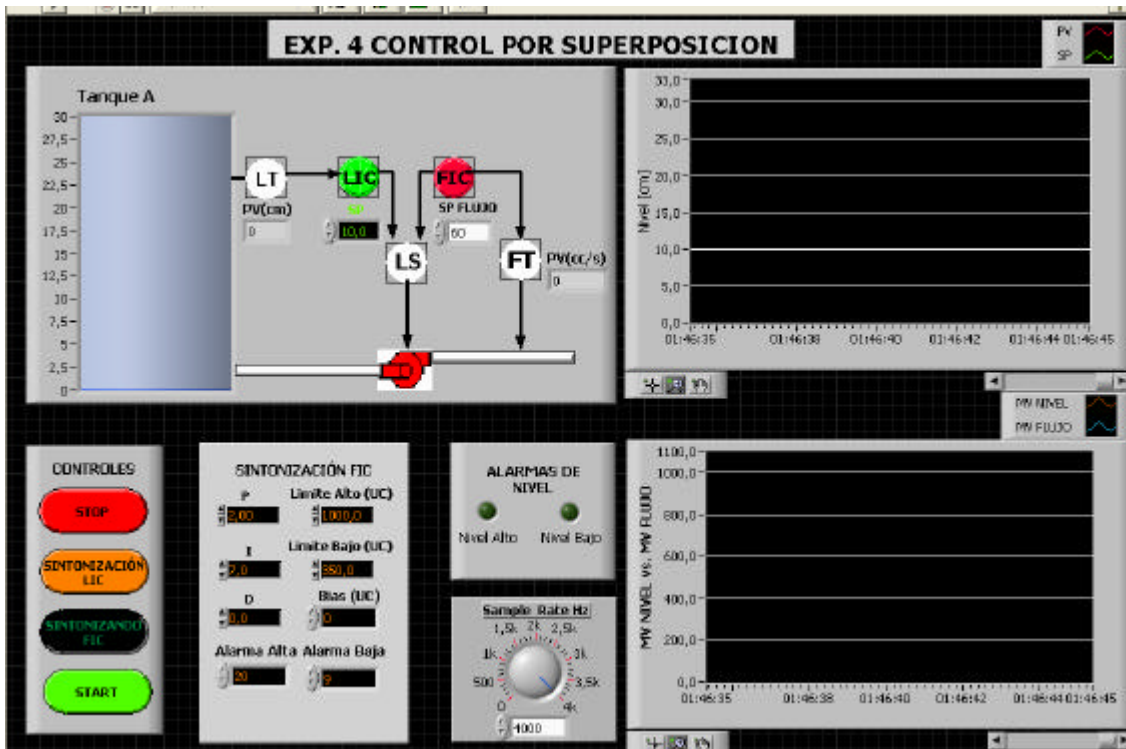 EXP. 4 CONTROL POR SUPERPOSICION
PV
SP
Tanque A
30
27,5
25
22,5
20
17,5
15
12,5
10
7,5
5
2,5
0
LT
PV(cm)
0
LIC
SP
10,0
FIC
SP FLUJO
60
LS
FT
PV(cc/s)
0
Nivel [cm]
33,0
30,0
25,0
20,0
15,0
10,0
5,0
0,0
01:46:35 01:46:38 01:46:40 01:46:42 01:46:44 01:46:45
MV NIVEL
MV FLUJO
CONTROLES
STOP
SINTONIZACIÓN
LIC
SINTONIZANDO
FIC
START
SINTONIZACIÓN FIC
P Limite Alto (UC)
2,00 1000,0
I Limite Bajo (UC)
350,0
D Bias (UC)
0,0 0
Alarma Alta Alarma Baja
20 9
ALARMAS DE
NIVEL
Nivel Alto Nivel Bajo
Sample Rate Hz
0
500
1k
1,5k
2k
2,5k
3k
3,5k
4k
4000
MV NIVEL vs. MV FLUJO
1100,0
1000,0
800,0
600,0
400,0
200,0
0,0
01:46:35 01:46:38 01:46:40 01:46:42 01:46:44 01:46:45